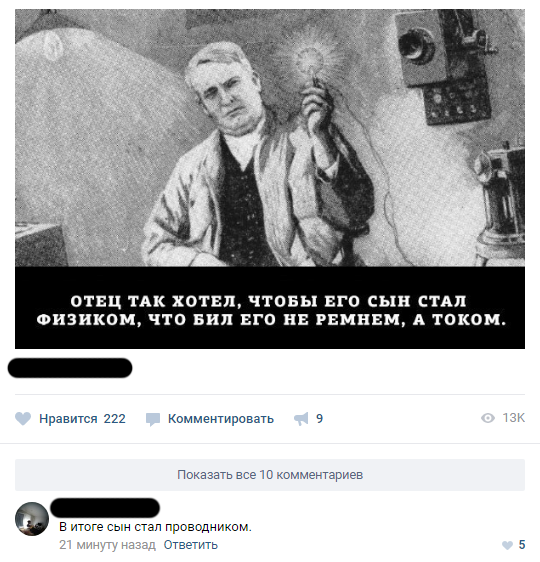 ОТЕЦ ТАК ХОТЕЛ, ЧТОБЫ ЕГО СЫН СТАЛ
ФИЗИКОМ, ЧТО БИЛ ЕГО НЕ РЕМНЕМ, А ТОКОМ.
Нравится 222 Комментировать 9 13K
Показать все 10 комментариев
В итоге сын стал проводником.
21 минуту назад Ответить 5